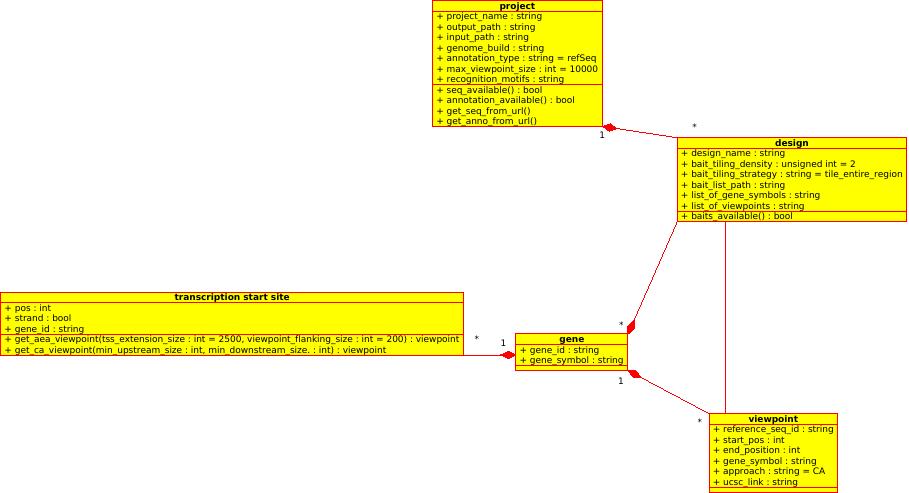 project
+ project_name : string
+ output_path : string
+ input_path : string
+ genome_build : string
+ annotation_type : string = refSeq
+ max_viewpoint_size : int = 10000
+ recognition_motifs : string
+ seq_available() : bool
+ annotation_available() : bool
+ get_seq_from_url()
+ get_anno_from_url()
1
*
design
+ design_name : string
+ bait_tiling_density : unsigned int = 2
+ bait_tiling_strategy : string = tile_entire_region
+ bait_list_path : string
+ list_of_gene_symbols : string
+ list_of_viewpoints : string
+ baits_available() : bool
transcription start site
+ pos : int
+ strand : bool
+ gene_id : string
+ get_aea_viewpoint(tss_extension_size : int = 2500, viewpoint_flanking_size : int = 200) : viewpoint
+ get_ca_viewpoint(min_upstream_size : int, min_downstream_size. : int) : viewpoint
*
1
*
gene
+ gene_id : string
+ gene_symbol : string
1
*
viewpoint
+ reference_seq_id : string
+ start_pos : int
+ end_position : int
+ gene_symbol : string
+ approach : string = CA
+ ucsc_link : string